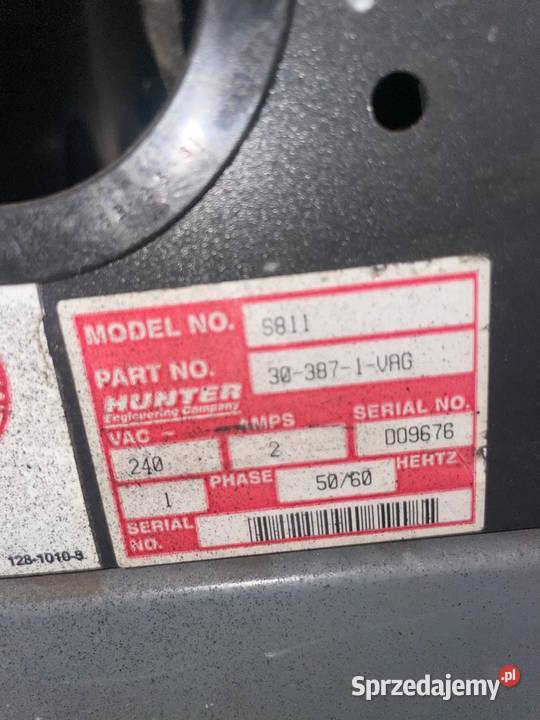 MODEL NO. S811
PART NO. 30-387-1-VAG
HUNTER
Engineering Company
SERIAL NO.
VAC ~ AMPS
240 2 D09676
1 PHASE 50/60 HERTZ
SERIAL
NO.
128-1010-8
Sprzedajemy.pl